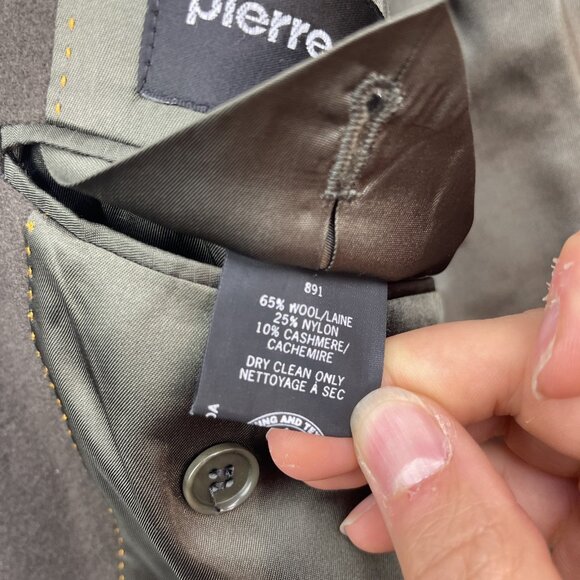 pierre
891
65% WOOL/LAINE
25% NYLON
10% CASHMERE/
CACHEMIRE
DRY CLEAN ONLY
NETTOYAGE À SEC